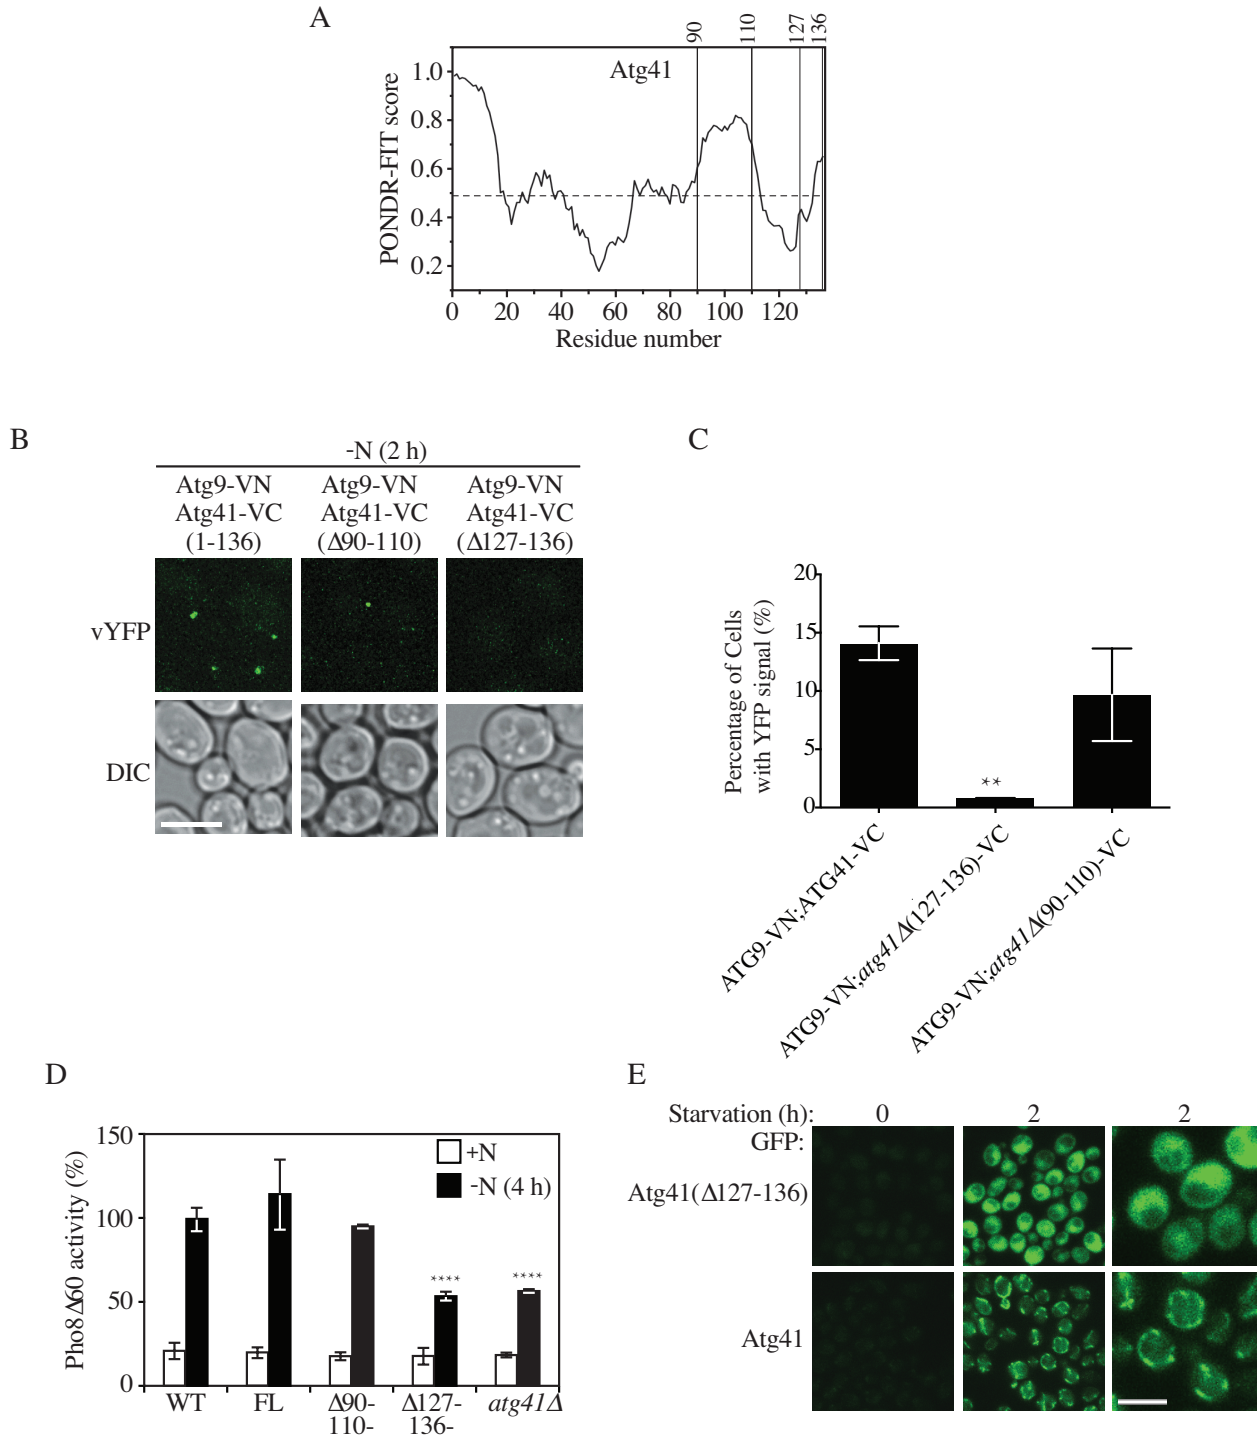 A
90 110 127 136
Atg41
PONDR-FIT score
1.0
0.8
0.6
0.4
0.2
0 20 40 60 80 100 120
Residue number
B
-N (2 h)
Atg9-VN Atg9-VN Atg9-VN
Atg41-VC Atg41-VC Atg41-VC
(1-136) (Δ90-110) (Δ127-136)
vYFP
DIC
C
Percentage of Cells
with YFP signal (%)
20
15
10
5
0
**
ATG9-VN;ATG41-VC
ATG9-VN;atg41Δ(127-136)-VC
ATG9-VN;atg41Δ(90-110)-VC
D
Pho8Δ60 activity (%)
150
100
50
0
+N
-N (4 h)
**** ****
WT FL Δ90- Δ127- atg41Δ
110- 136-
E
Starvation (h): 0 2 2
GFP:
Atg41(Δ127-136)
Atg41